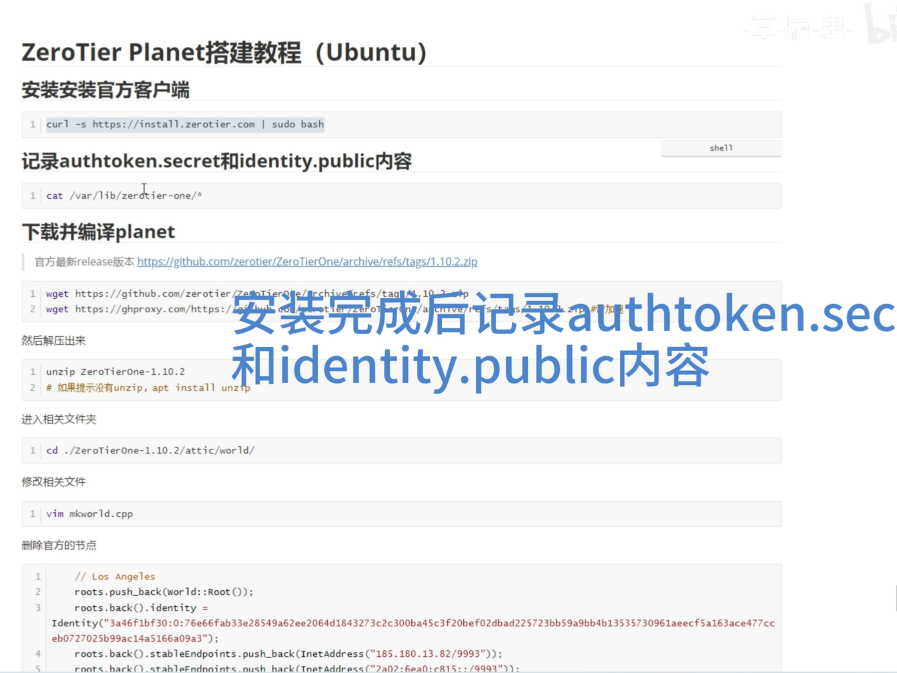 ZeroTier Planet搭建教程（Ubuntu）
安装安装官方客户端
1 curl -s https://install.zerotier.com | sudo bash
shell
记录authtoken.secret和identity.public内容
1 cat /var/lib/zerotier-one/*
下载并编译planet
官方最新release版本 https://github.com/zerotier/ZeroTierOne/archive/refs/tags/1.10.2.zip
1 wget https://github.com/zerotier/ZeroTierOne/archive/refs/tags/1.10.2.zip
2 wget https://ghproxy.com/https://github.com/zerotier/ZeroTierOne/archive/refs/tags/1.10.2.zip
安装完成后记录authtoken.sec
和identity.public内容
然后解压出来
1 unzip ZeroTierOne-1.10.2
2 # 如果提示没有unzip，apt install unzip
进入相关文件夹
1 cd ./ZeroTierOne-1.10.2/attic/world/
修改相关文件
1 vim mkworld.cpp
删除官方的节点
1 // Los Angeles
2 roots.push_back(World::Root());
3 roots.back().identity =
Identity("3a46f1bf30:0:76e66fab33e28549a62ee2064d1843273c2c300ba45c3f20bef02dbad225723bb59a9bb4b13535730961aeecf5a163ace477cc
eb0727025b99ac14a5166a09a3");
4 roots.back().stableEndpoints.push_back(InetAddress("185.180.13.82/9993"));
5 roots.back().stableEndpoints.push_back(InetAddress("2a02:6ea0:c815::/9993"));